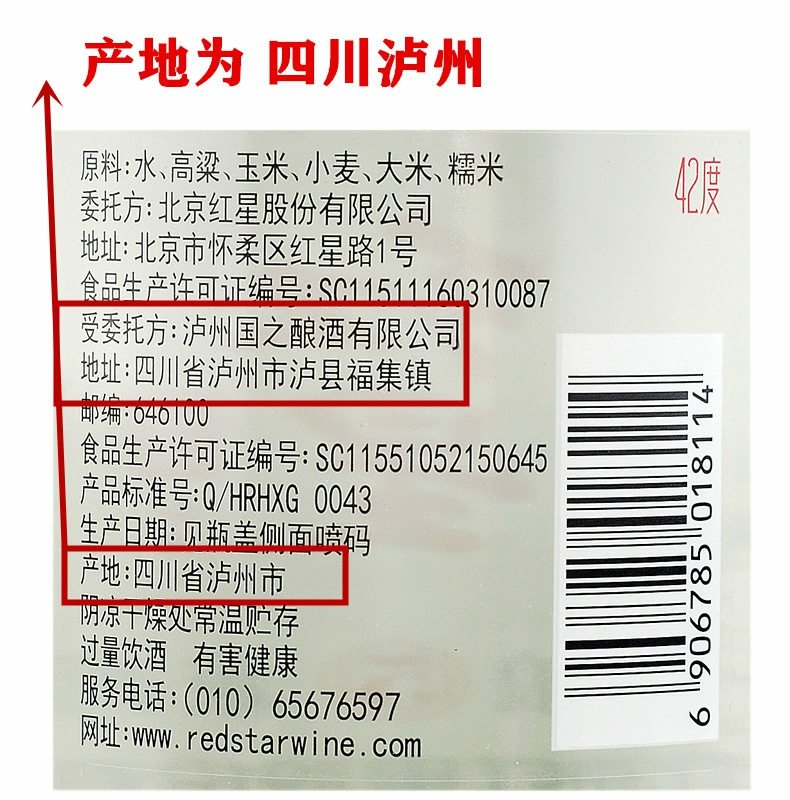 产地为 四川泸州
原料:水、高粱、玉米、小麦、大米、糯米
42度
委托方:北京红星股份有限公司
地址:北京市怀柔区红星路1号
食品生产许可证编号:SC11511160310087
受委托方:泸州国之酿酒有限公司
地址:四川省泸州市泸县福集镇
邮编:646100
食品生产许可证编号:SC11551052150645
产品标准号:Q/HRHXG 0043
生产日期:见瓶盖侧面喷码
产地:四川省泸州市
阴凉干燥处常温贮存
过量饮酒 有害健康
服务电话:(010) 65676597
网址:www.redstarwine.com
6 906785 018114